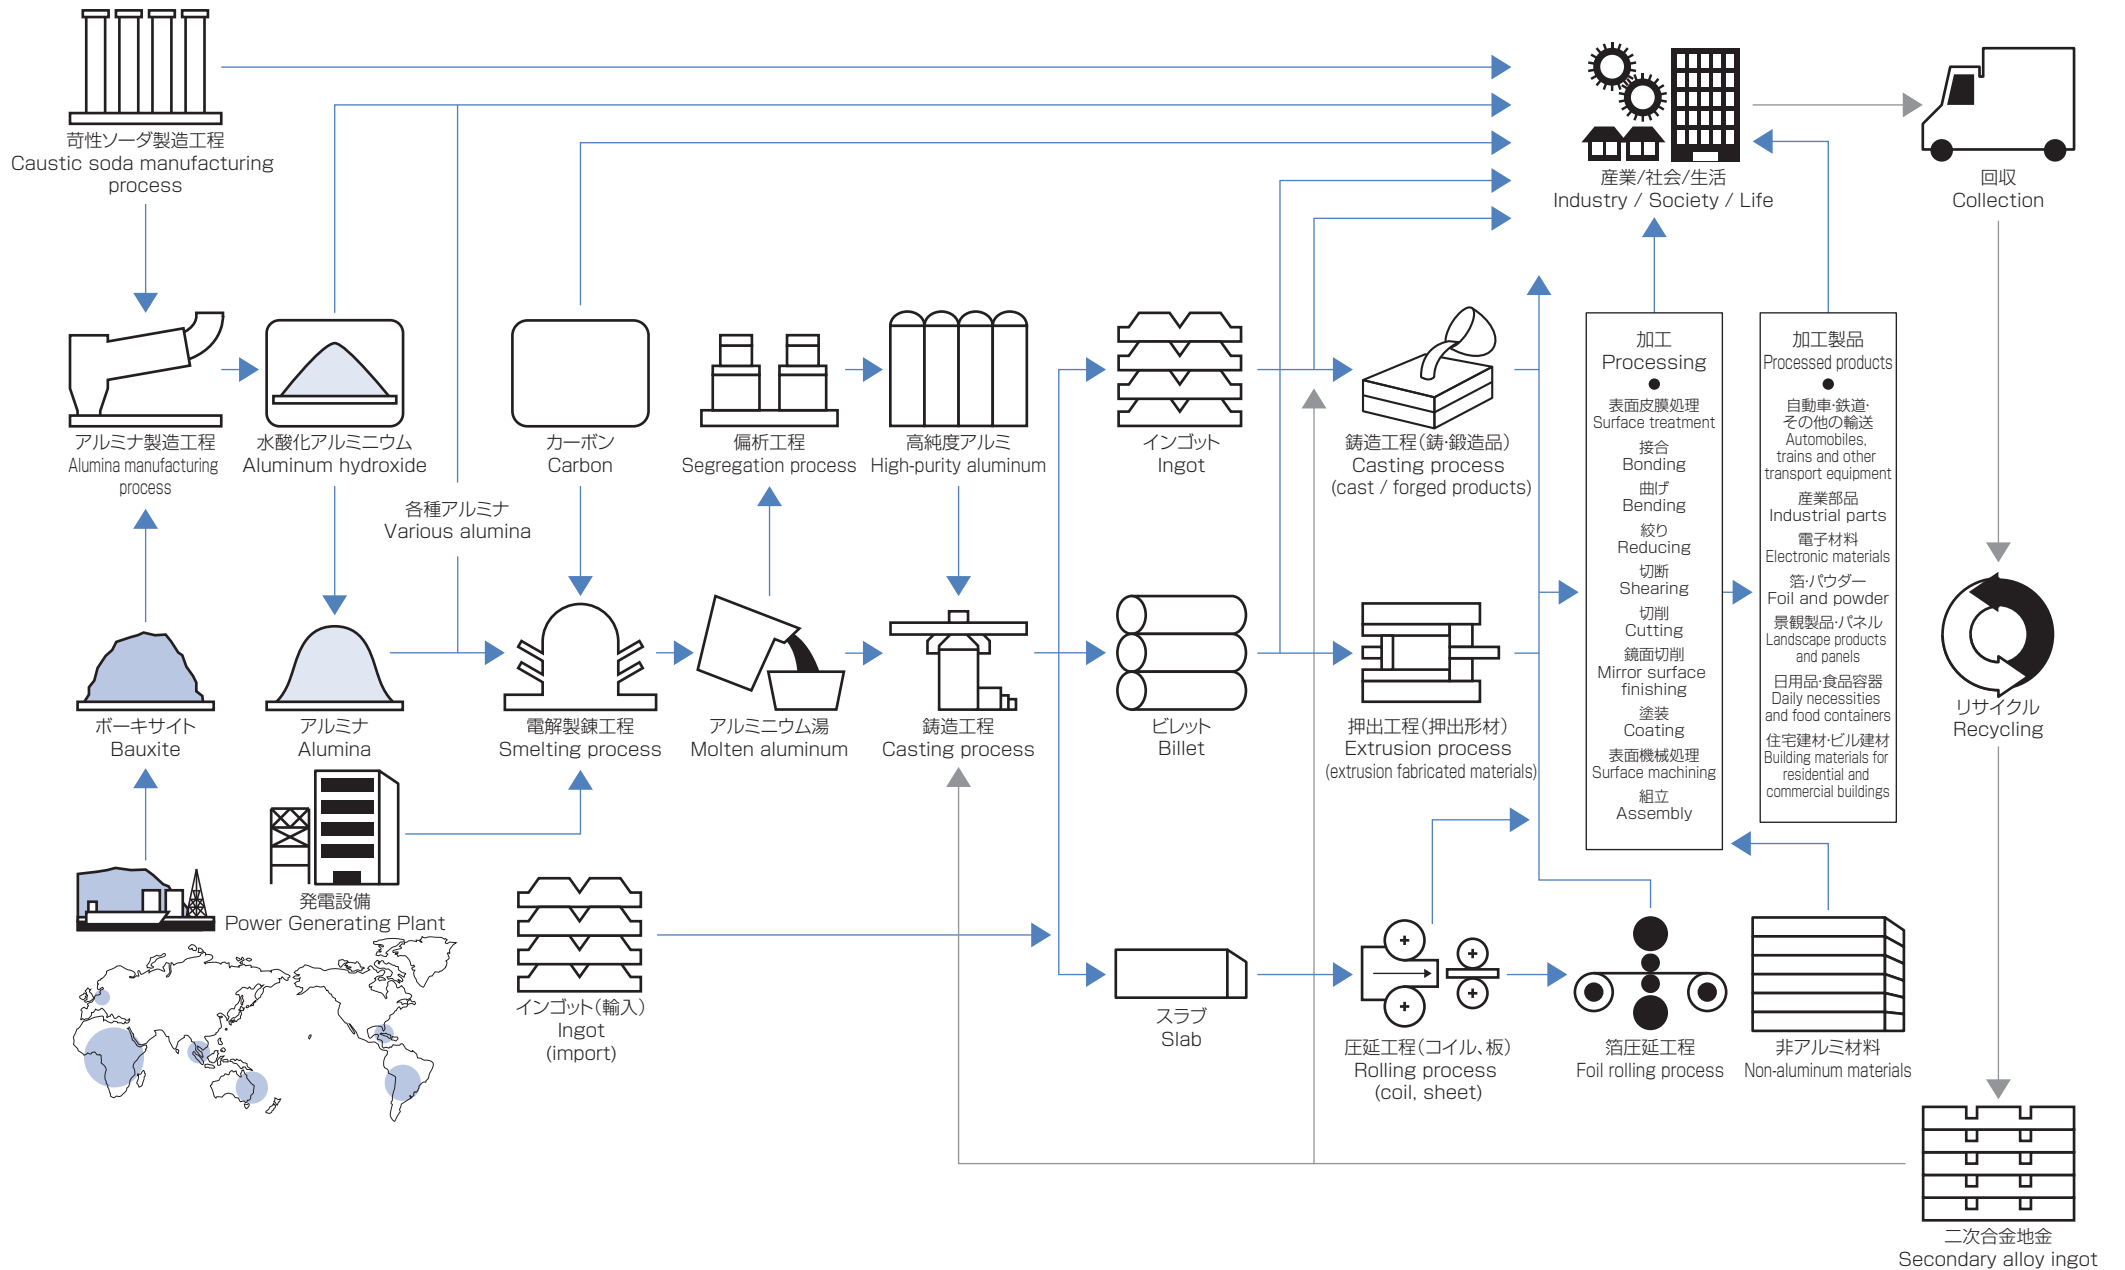 苛性ソーダ製造工程
Caustic soda manufacturing
process
産業/社会/生活
Industry / Society / Life
回収
Collection
アルミナ製造工程
Alumina manufacturing
process
水酸化アルミニウム
Aluminum hydroxide
各種アルミナ
Various alumina
カーボン
Carbon
偏析工程
Segregation process
高純度アルミ
High-purity aluminum
インゴット
Ingot
鋳造工程(鋳・鍛造品)
Casting process
(cast / forged products)
加工
Processing
表面皮膜処理
Surface treatment
接合
Bonding
曲げ
Bending
絞り
Reducing
切断
Shearing
切削
Cutting
鏡面切削
Mirror surface
finishing
塗装
Coating
表面機械処理
Surface machining
組立
Assembly
加工製品
Processed products
自動車・鉄道・
その他の輸送
Automobiles,
trains and other
transport equipment
産業部品
Industrial parts
電子材料
Electronic materials
箔・パウダー
Foil and powder
景観製品・パネル
Landscape products
and panels
日用品・食品容器
Daily necessities
and food containers
住宅建材・ビル建材
Building materials for
residential and
commercial buildings
ボーキサイト
Bauxite
アルミナ
Alumina
電解製錬工程
Smelting process
アルミニウム湯
Molten aluminum
鋳造工程
Casting process
ビレット
Billet
押出工程(押出形材)
Extrusion process
(extrusion fabricated materials)
リサイクル
Recycling
発電設備
Power Generating Plant
インゴット(輸入)
Ingot
(import)
スラブ
Slab
圧延工程(コイル、板)
Rolling process
(coil, sheet)
箔圧延工程
Foil rolling process
非アルミ材料
Non-aluminum materials
二次合金地金
Secondary alloy ingot